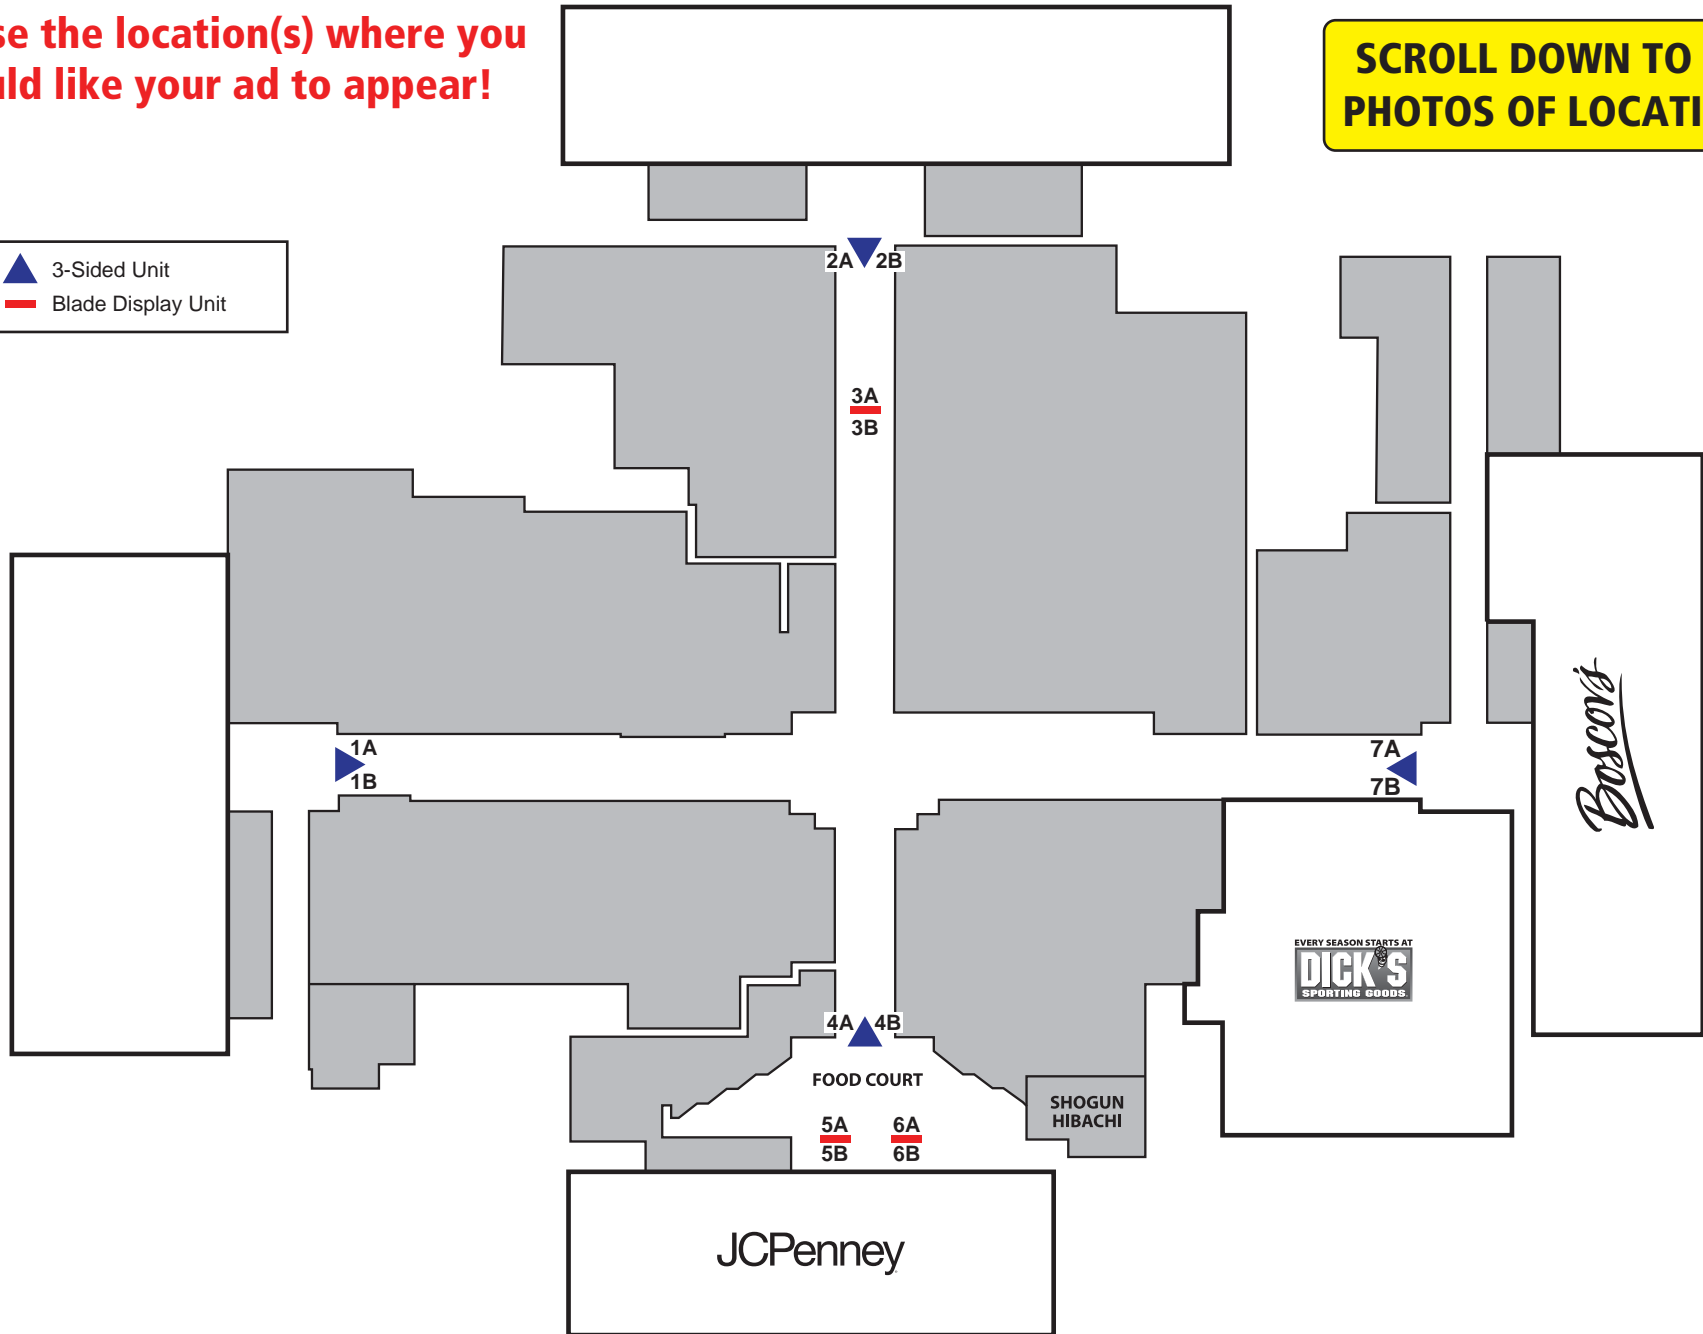 se the location(s) where you
uld like your ad to appear!
SCROLL DOWN TO
PHOTOS OF LOCATI
3-Sided Unit
Blade Display Unit
2A 2B
3A
3B
1A
1B
7A
7B
Boscov's
EVERY SEASON STARTS AT
DICK'S
SPORTING GOODS
4A 4B
FOOD COURT
SHOGUN
HIBACHI
5A 6A
5B 6B
JCPenney